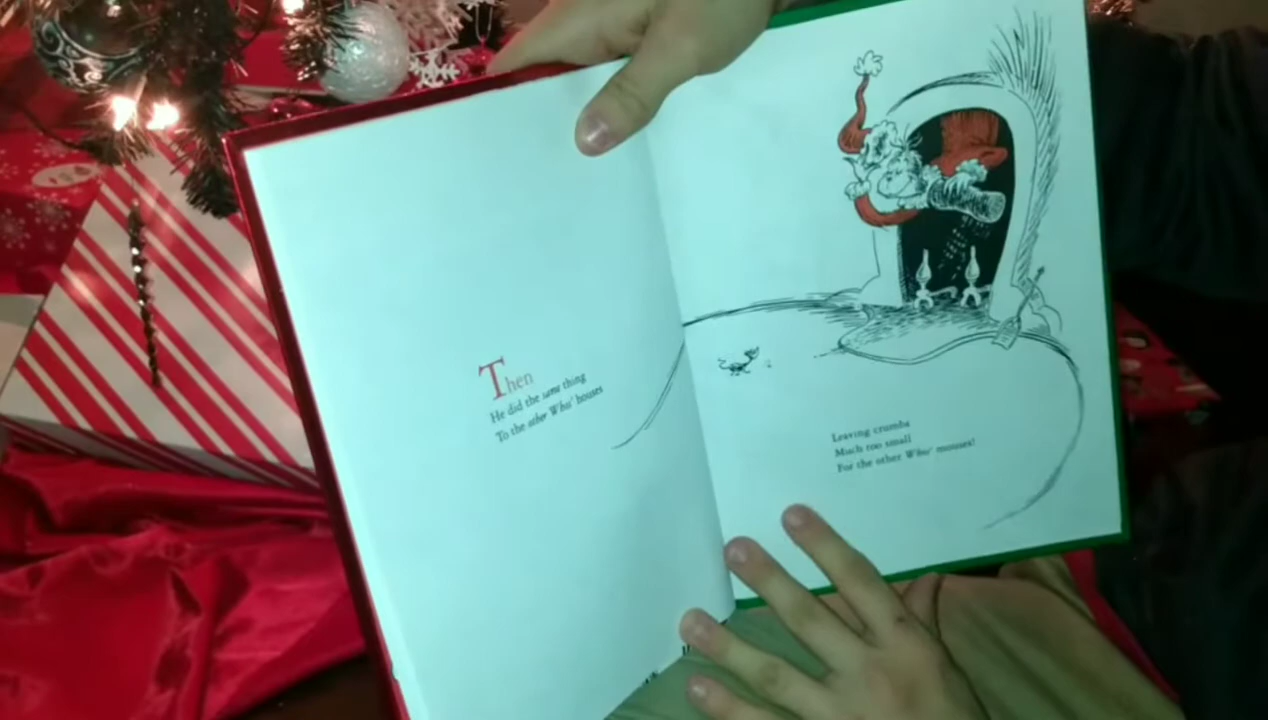 Then
He did the same thing
To the other Whos' houses
Leaving crumbs
Much too small
For the other Whos' mouses!